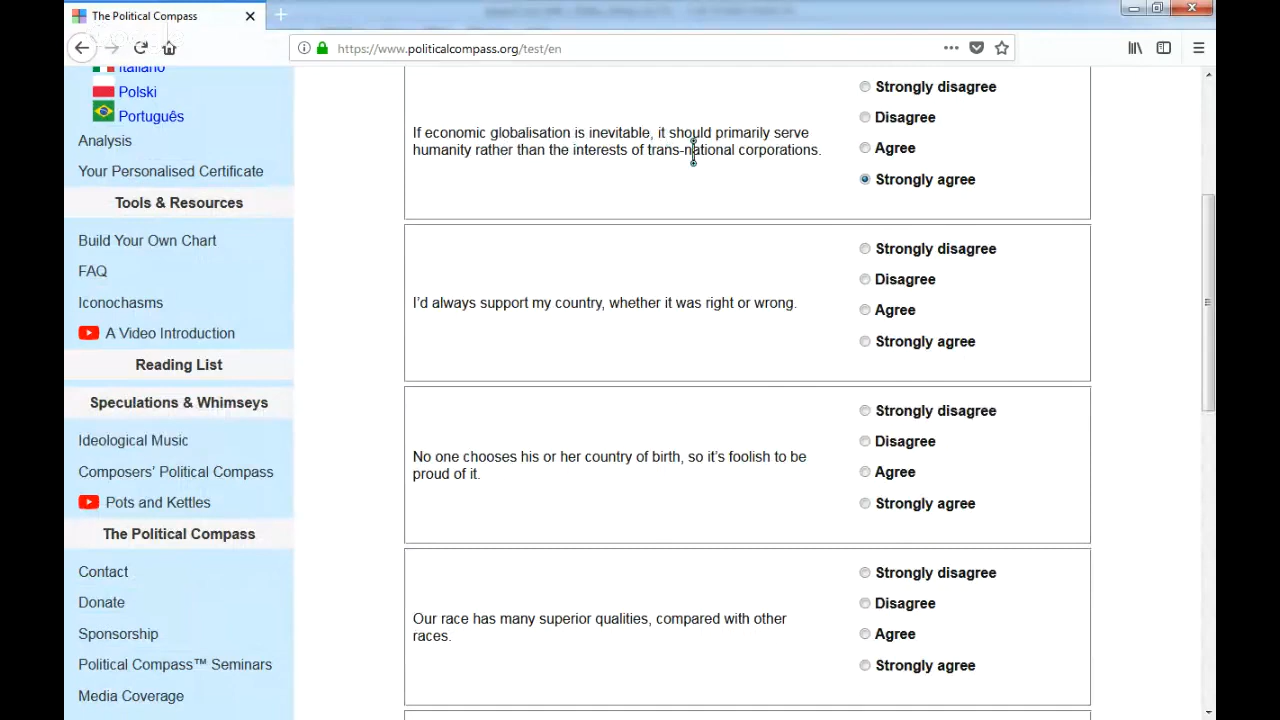 The Political Compass
https://www.politicalcompass.org/test/en
Italiano
Polski
Português
Analysis
Your Personalised Certificate
Tools & Resources
Build Your Own Chart
FAQ
Iconochasms
A Video Introduction
Reading List
Speculations & Whimseys
Ideological Music
Composers' Political Compass
Pots and Kettles
The Political Compass
Contact
Donate
Sponsorship
Political Compass™ Seminars
Media Coverage
If economic globalisation is inevitable, it should primarily serve
humanity rather than the interests of trans-national corporations.
Strongly disagree
Disagree
Agree
Strongly agree
I'd always support my country, whether it was right or wrong.
Strongly disagree
Disagree
Agree
Strongly agree
No one chooses his or her country of birth, so it's foolish to be
proud of it.
Strongly disagree
Disagree
Agree
Strongly agree
Our race has many superior qualities, compared with other
races.
Strongly disagree
Disagree
Agree
Strongly agree